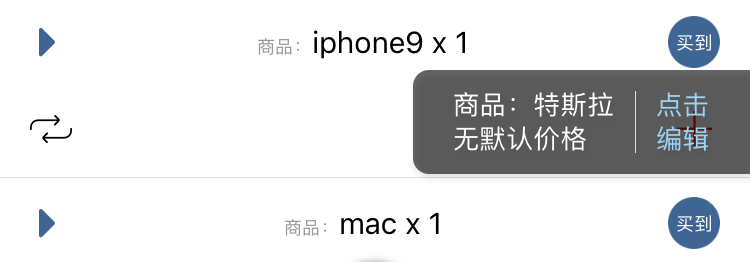 商品: iphone9 x 1 买到
商品：特斯拉 点击
无默认价格 编辑
商品: mac x 1 买到